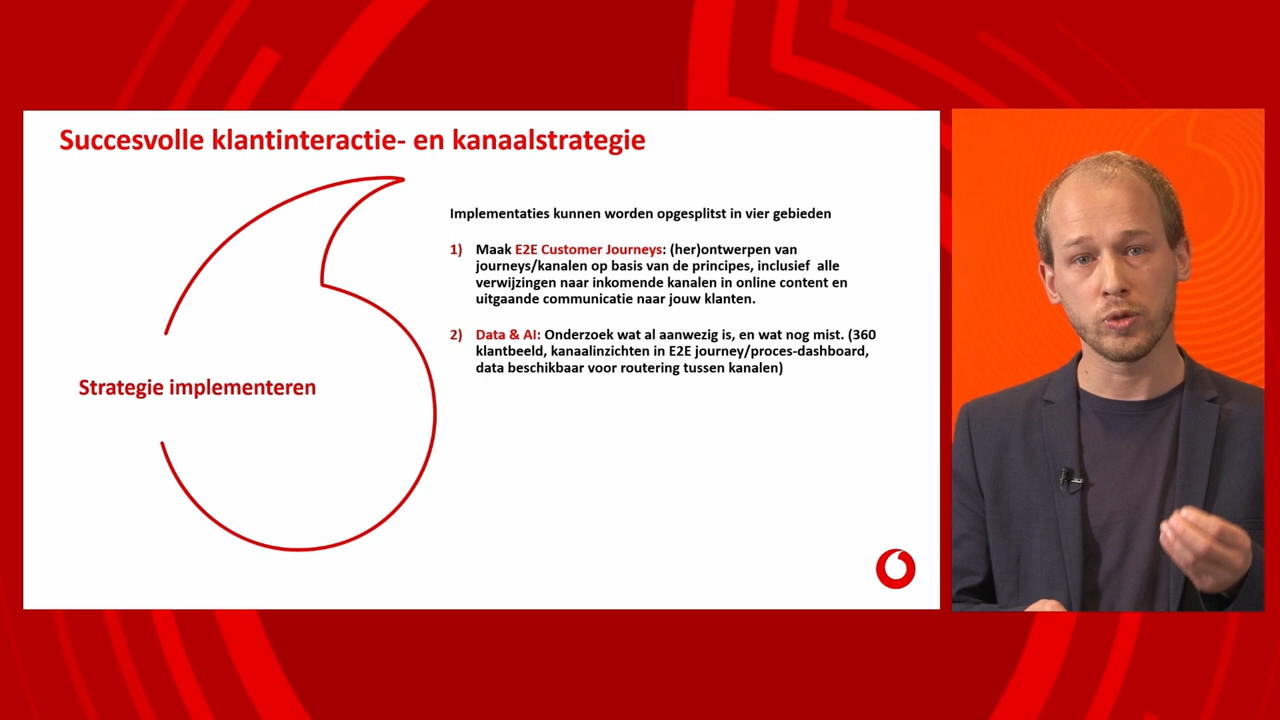 Succesvolle klantinteractie- en kanaalstrategie
Implementaties kunnen worden opgesplitst in vier gebieden
1) Maak E2E Customer Journeys: (her)ontwerpen van
journeys/kanalen op basis van de principes, inclusief alle
verwijzingen naar inkomende kanalen in online content en
uitgaande communicatie naar jouw klanten.
2) Data & AI: Onderzoek wat al aanwezig is, en wat nog mist. (360
klantbeeld, kanaalinzichten in E2E journey/proces-dashboard,
data beschikbaar voor routering tussen kanalen)
Strategie implementeren